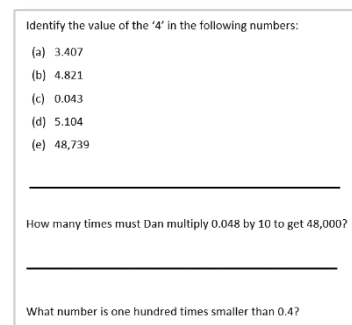 Identify the value of the ‘4’ in the following numbers:
(a) 3.407
(b) 4.821
(c) 0.043
(d) 5.104
(e) 48,739
How many times must Dan multiply 0.048 by 10 to get 48,000?
What number is one hundred times smaller than 0.4?